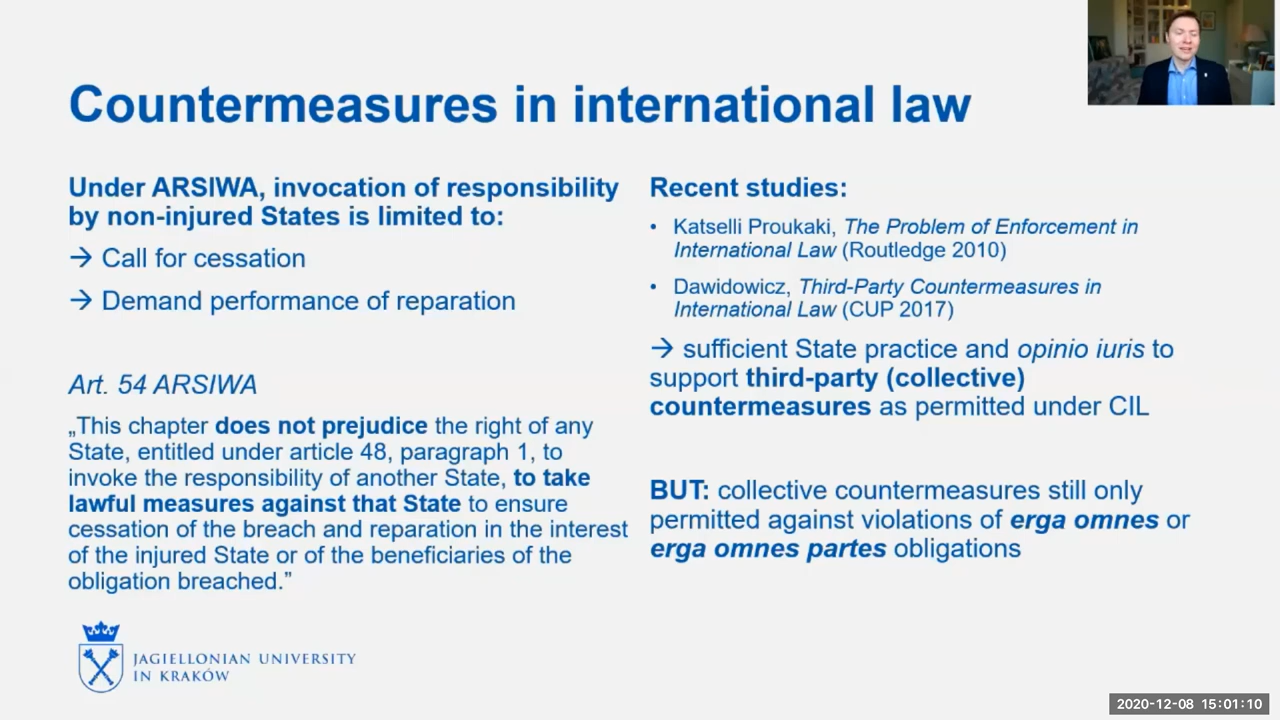 Countermeasures in international law
Under ARSIWA, invocation of responsibility
by non-injured States is limited to:
→ Call for cessation
→ Demand performance of reparation
Art. 54 ARSIWA
„This chapter does not prejudice the right of any
State, entitled under article 48, paragraph 1, to
invoke the responsibility of another State, to take
lawful measures against that State to ensure
cessation of the breach and reparation in the interest
of the injured State or of the beneficiaries of the
obligation breached.”
Recent studies:
• Katselli Proukaki, The Problem of Enforcement in
International Law (Routledge 2010)
• Dawidowicz, Third-Party Countermeasures in
International Law (CUP 2017)
→ sufficient State practice and opinio iuris to
support third-party (collective)
countermeasures as permitted under CIL
BUT: collective countermeasures still only
permitted against violations of erga omnes or
erga omnes partes obligations
JAGIELLONIAN UNIVERSITY
IN KRAKÓW
2020-12-08 15:01:10